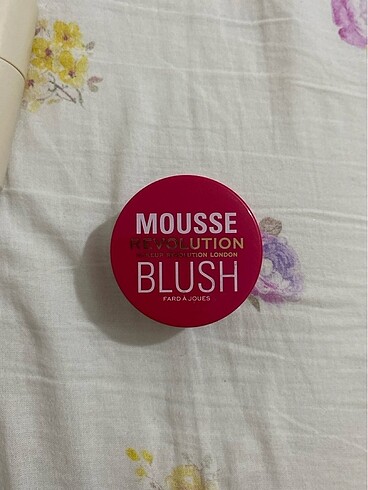 MOUSSE
REVOLUTION
MAKEUP REVOLUTION LONDON
BLUSH
FARD À JOUES